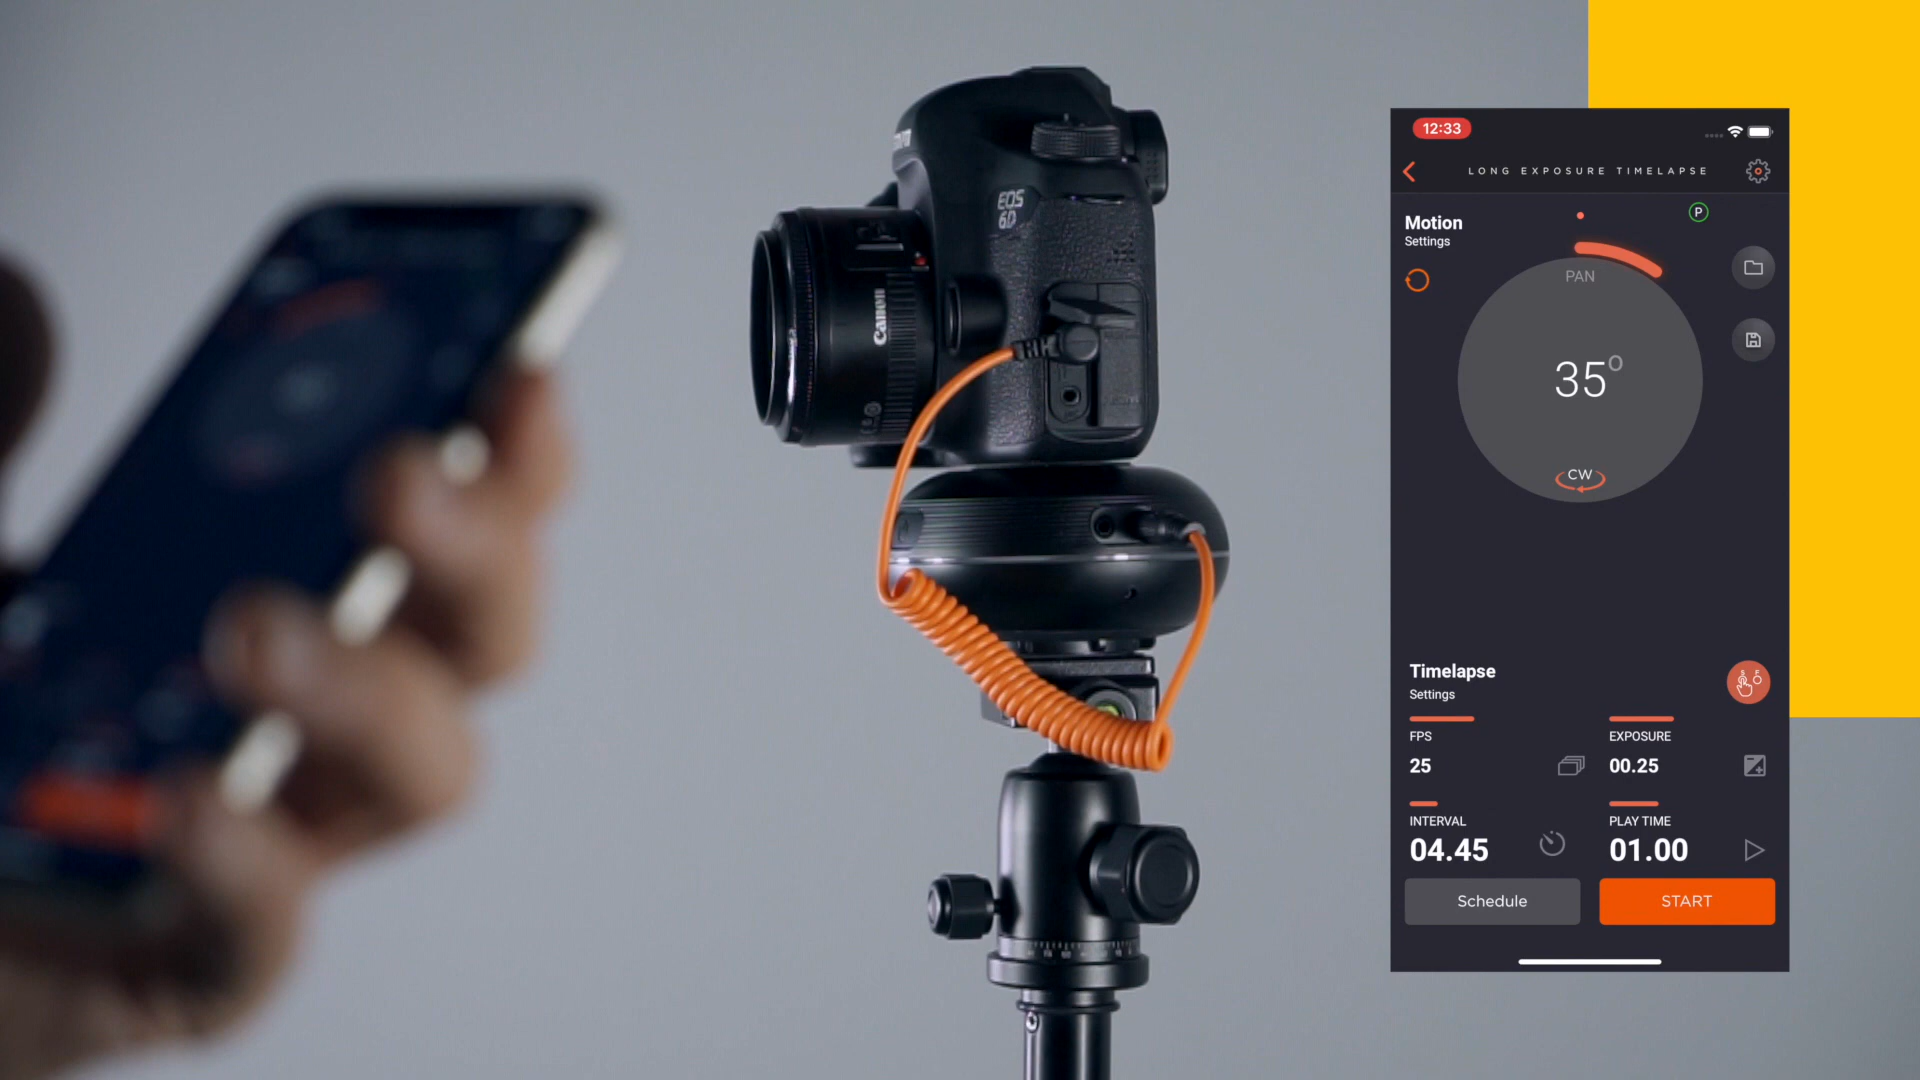 EOS
6D
Canon
12:33
LONG EXPOSURE TIMELAPSE
P
Motion
Settings
PAN
35°
CW
Timelapse
Settings
FPS
25
EXPOSURE
00.25
INTERVAL
04.45
PLAY TIME
01.00
Schedule
START